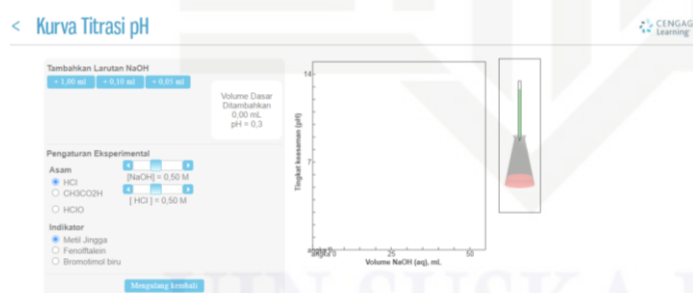 < Kurva Titrasi pH
CENGAG
Learning
Tambahkan Larutan NaOH
+ 1,00 ml + 0,10 ml + 0,05 ml
Volume Dasar
Ditambahkan
0,00 mL
pH = 0,3
Pengaturan Eksperimental
Asam
HCl
CH3CO2H
HClO
[NaOH] = 0,50 M
[ HCl ] = 0,50 M
Indikator
Metil Jingga
Fenolftalein
Bromotimol biru
Mengulang kembali
Tingkat keasaman (pH)
14
7
0
25
50
Volume NaOH (aq), mL
UIN SUSKA